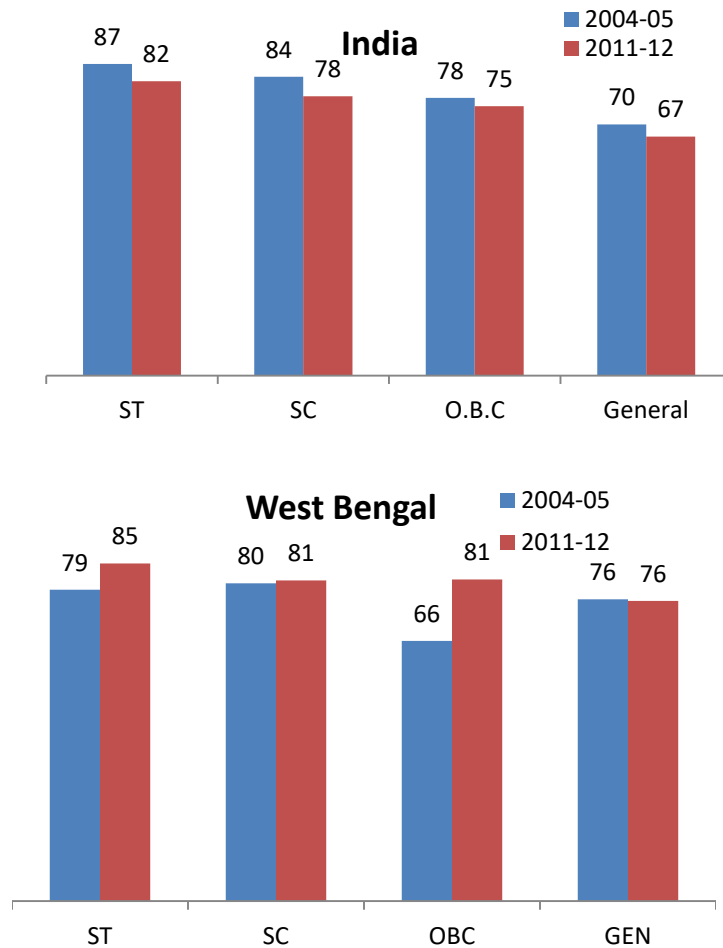 India
2004-05
2011-12
87 82 84 78 78 75 70 67
ST SC O.B.C General
West Bengal
2004-05
2011-12
79 85 80 81 66 81 76 76
ST SC OBC GEN